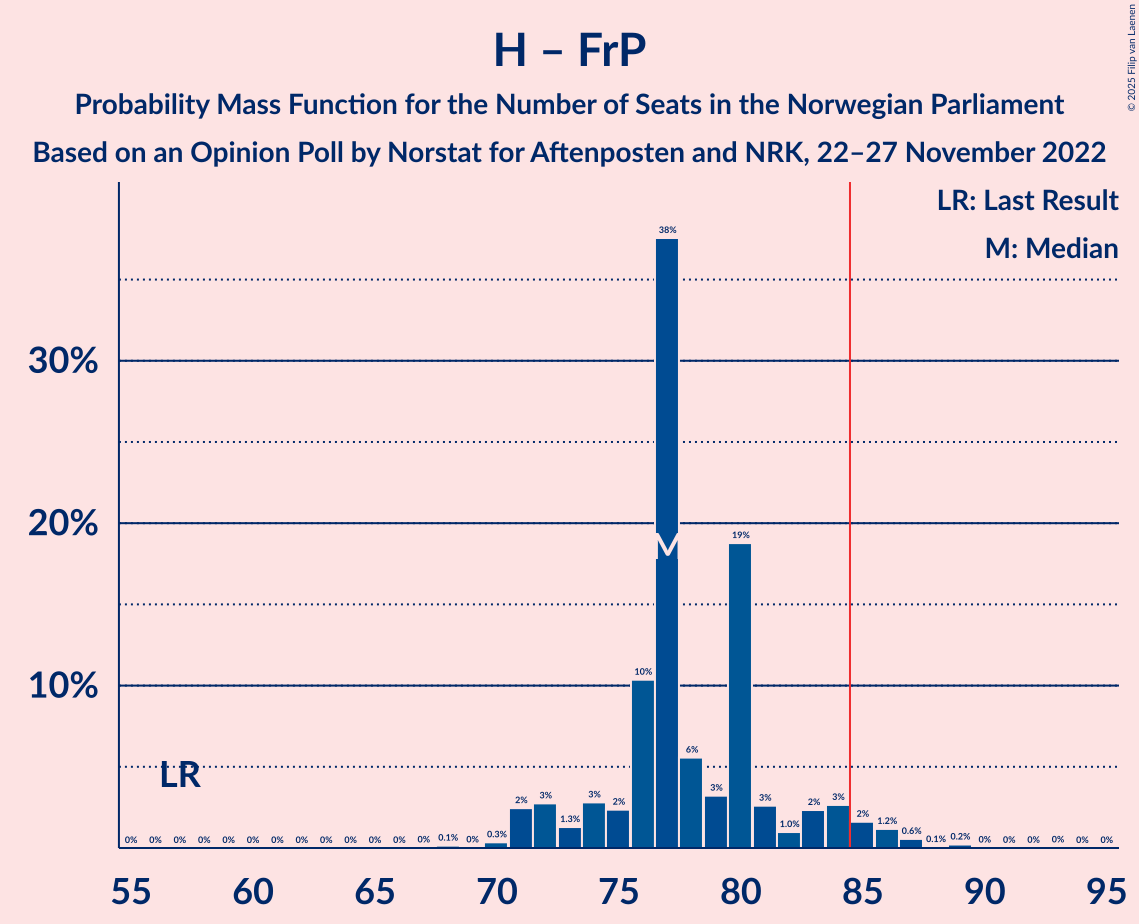 H – FrP
Probability Mass Function for the Number of Seats in the Norwegian Parliament
Based on an Opinion Poll by Norstat for Aftenposten and NRK, 22–27 November 2022
© 2025 Filip van Laenen
LR: Last Result
M: Median
30%
20%
10%
LR
M
0% 0% 0% 0% 0% 0% 0% 0% 0% 0% 0% 0% 0% 0.1% 0% 0.3% 2% 3% 1.3% 3% 2% 10% 38% 6% 3% 19% 3% 1.0% 2% 3% 2% 1.2% 0.6% 0.1% 0.2% 0% 0% 0% 0% 0% 0%
55 60 65 70 75 80 85 90 95